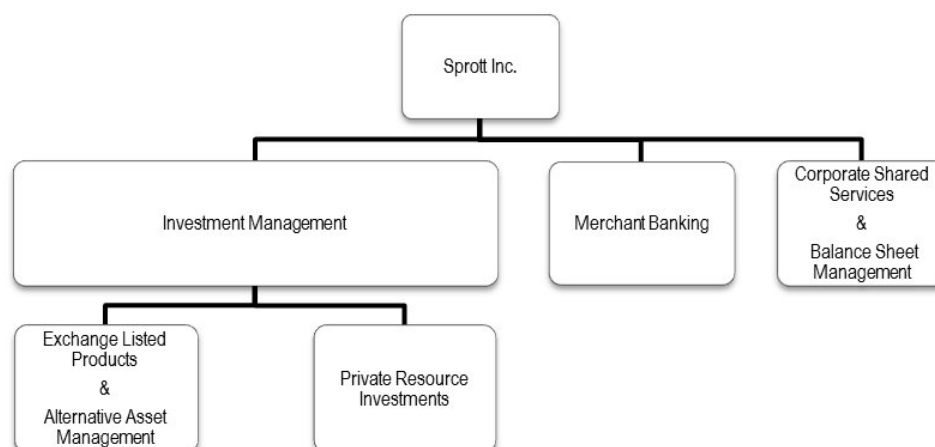 Sprott Inc.
Investment Management
Merchant Banking
Corporate Shared
Services
&
Balance Sheet
Management
Exchange Listed
Products
&
Alternative Asset
Management
Private Resource
Investments